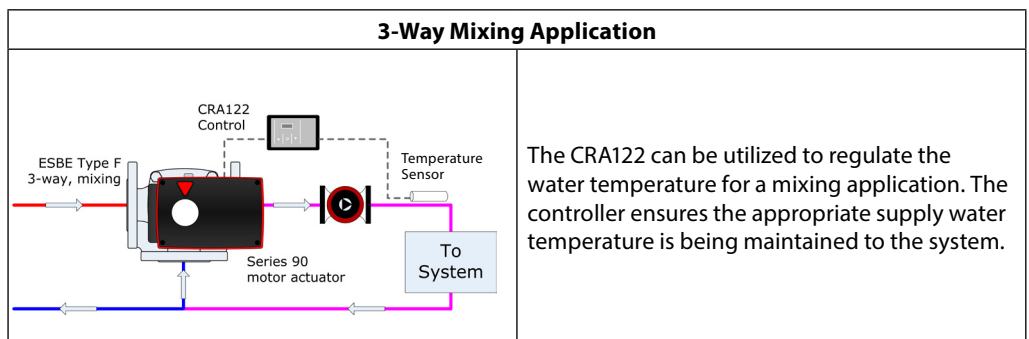 3-Way Mixing Application
CRA122
Control
ESBE Type F
3-way, mixing
Temperature
Sensor
Series 90
motor actuator
To
System
The CRA122 can be utilized to regulate the
water temperature for a mixing application. The
controller ensures the appropriate supply water
temperature is being maintained to the system.